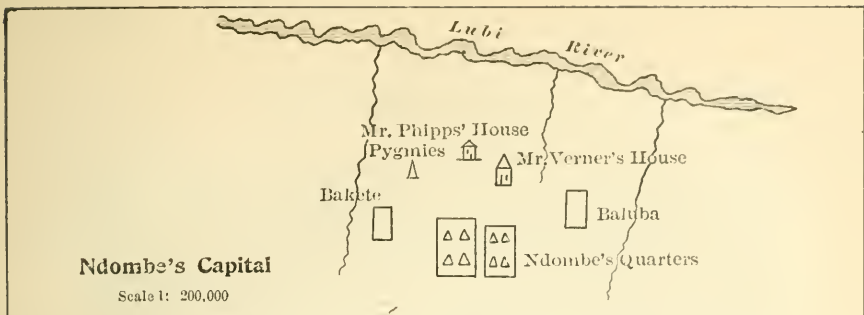 Lubi River
Mr. Phipps' House
Pygmies
Mr. Verner's House
Bakete
Baluba
Ndombe's Quarters
Ndombe's Capital
Scale 1: 200,000